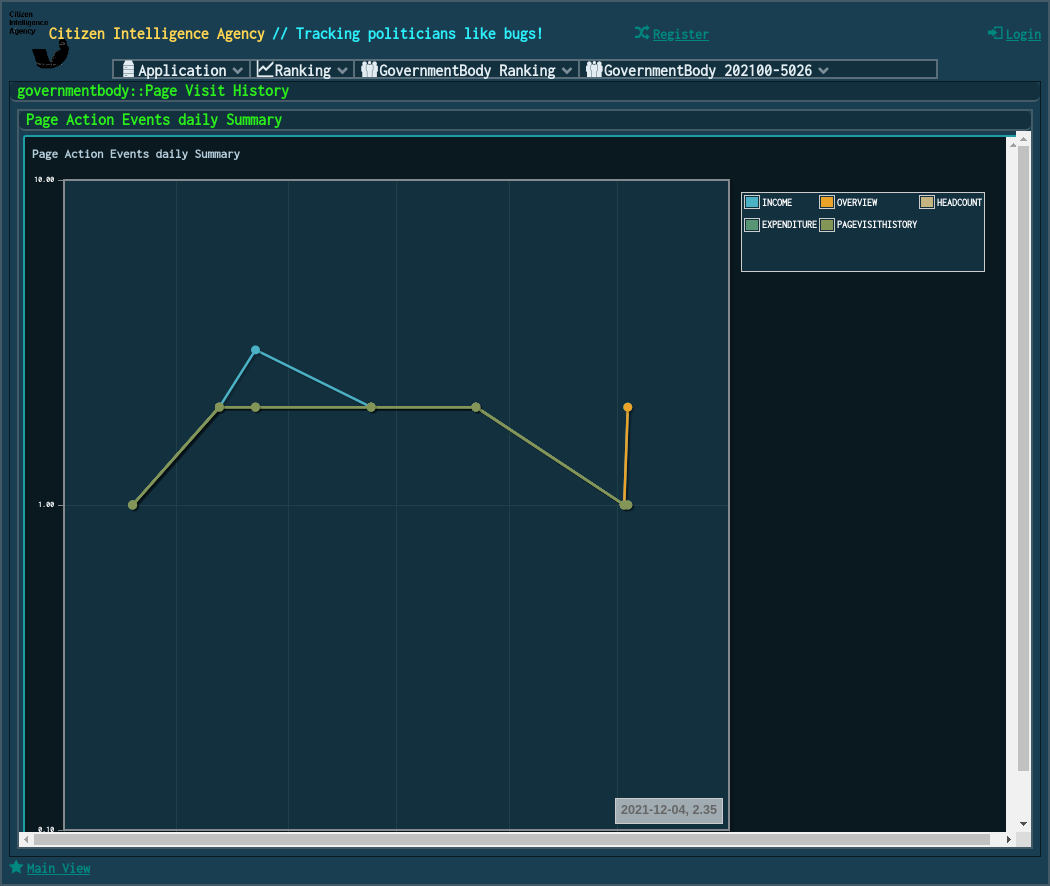 Citizen
Intelligence
Agency
Citizen Intelligence Agency // Tracking politicians like bugs!
Register
Login
Application
Ranking
GovernmentBody Ranking
GovernmentBody 202100-5026
governmentbody::Page Visit History
Page Action Events daily Summary
Page Action Events daily Summary
10.00
INCOME
OVERVIEW
HEADCOUNT
EXPENDITURE
PAGEVISITHISTORY
1.00
2021-12-04, 2.35
0.10
Main View